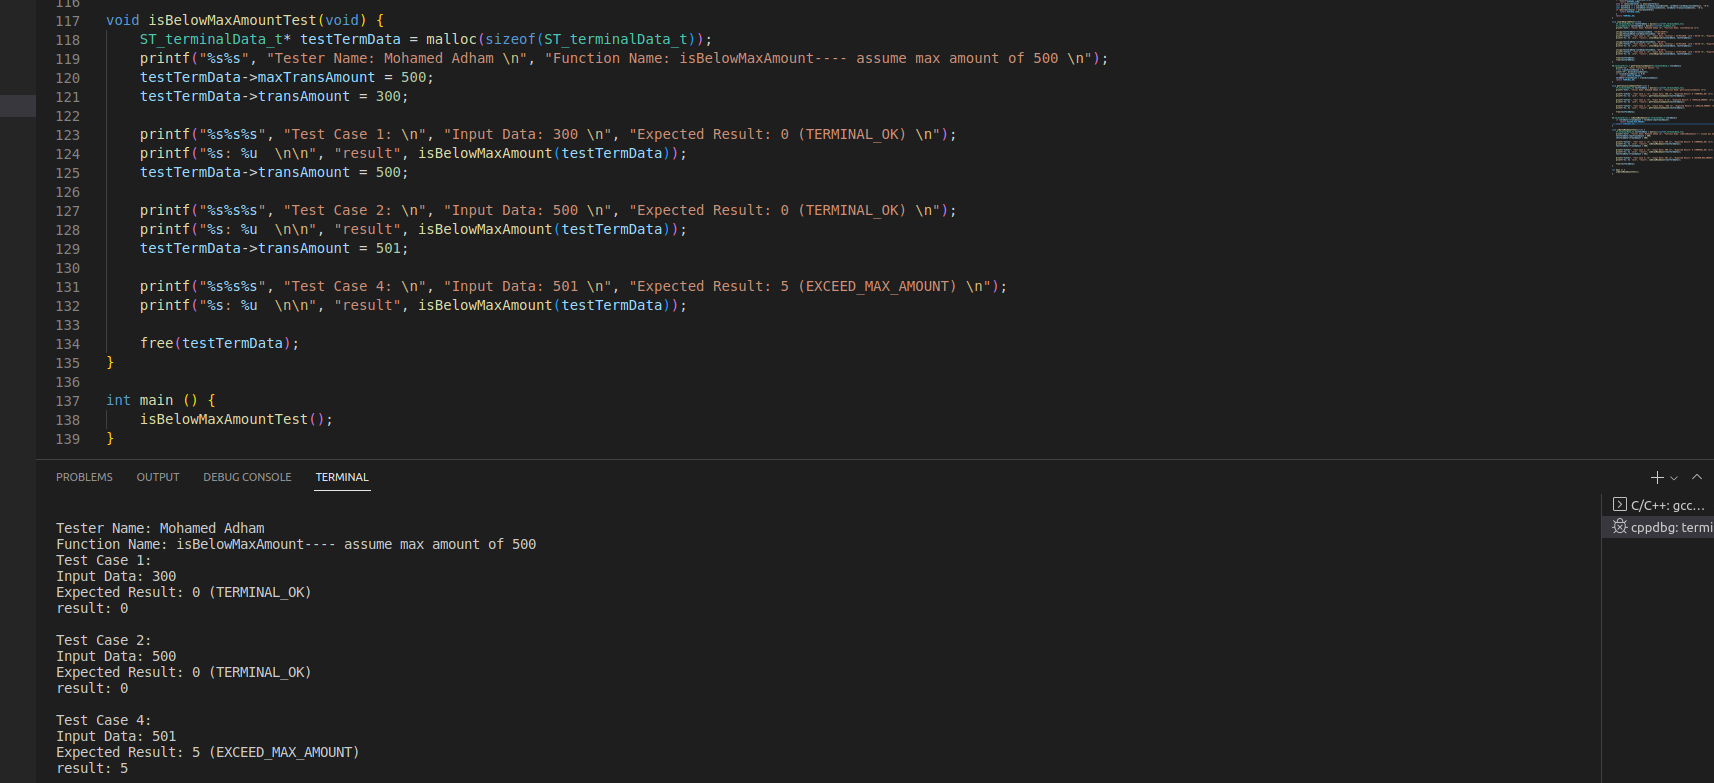 116
117 void isBelowMaxAmountTest(void) {
118 ST_terminalData_t* testTermData = malloc(sizeof(ST_terminalData_t));
119 printf("%s%s", "Tester Name: Mohamed Adham \n", "Function Name: isBelowMaxAmount---- assume max amount of 500 \n");
120 testTermData->maxTransAmount = 500;
121 testTermData->transAmount = 300;
122
123 printf("%s%s%s", "Test Case 1: \n", "Input Data: 300 \n", "Expected Result: 0 (TERMINAL_OK) \n");
124 printf("%s: %u  \n\n", "result", isBelowMaxAmount(testTermData));
125 testTermData->transAmount = 500;
126
127 printf("%s%s%s", "Test Case 2: \n", "Input Data: 500 \n", "Expected Result: 0 (TERMINAL_OK) \n");
128 printf("%s: %u  \n\n", "result", isBelowMaxAmount(testTermData));
129 testTermData->transAmount = 501;
130
131 printf("%s%s%s", "Test Case 4: \n", "Input Data: 501 \n", "Expected Result: 5 (EXCEED_MAX_AMOUNT) \n");
132 printf("%s: %u  \n\n", "result", isBelowMaxAmount(testTermData));
133
134 free(testTermData);
135 }
136
137 int main () {
138 isBelowMaxAmountTest();
139 }
PROBLEMS OUTPUT DEBUG CONSOLE TERMINAL
C/C++: gcc...
cppdbg: termi
Tester Name: Mohamed Adham
Function Name: isBelowMaxAmount---- assume max amount of 500
Test Case 1:
Input Data: 300
Expected Result: 0 (TERMINAL_OK)
result: 0
Test Case 2:
Input Data: 500
Expected Result: 0 (TERMINAL_OK)
result: 0
Test Case 4:
Input Data: 501
Expected Result: 5 (EXCEED_MAX_AMOUNT)
result: 5